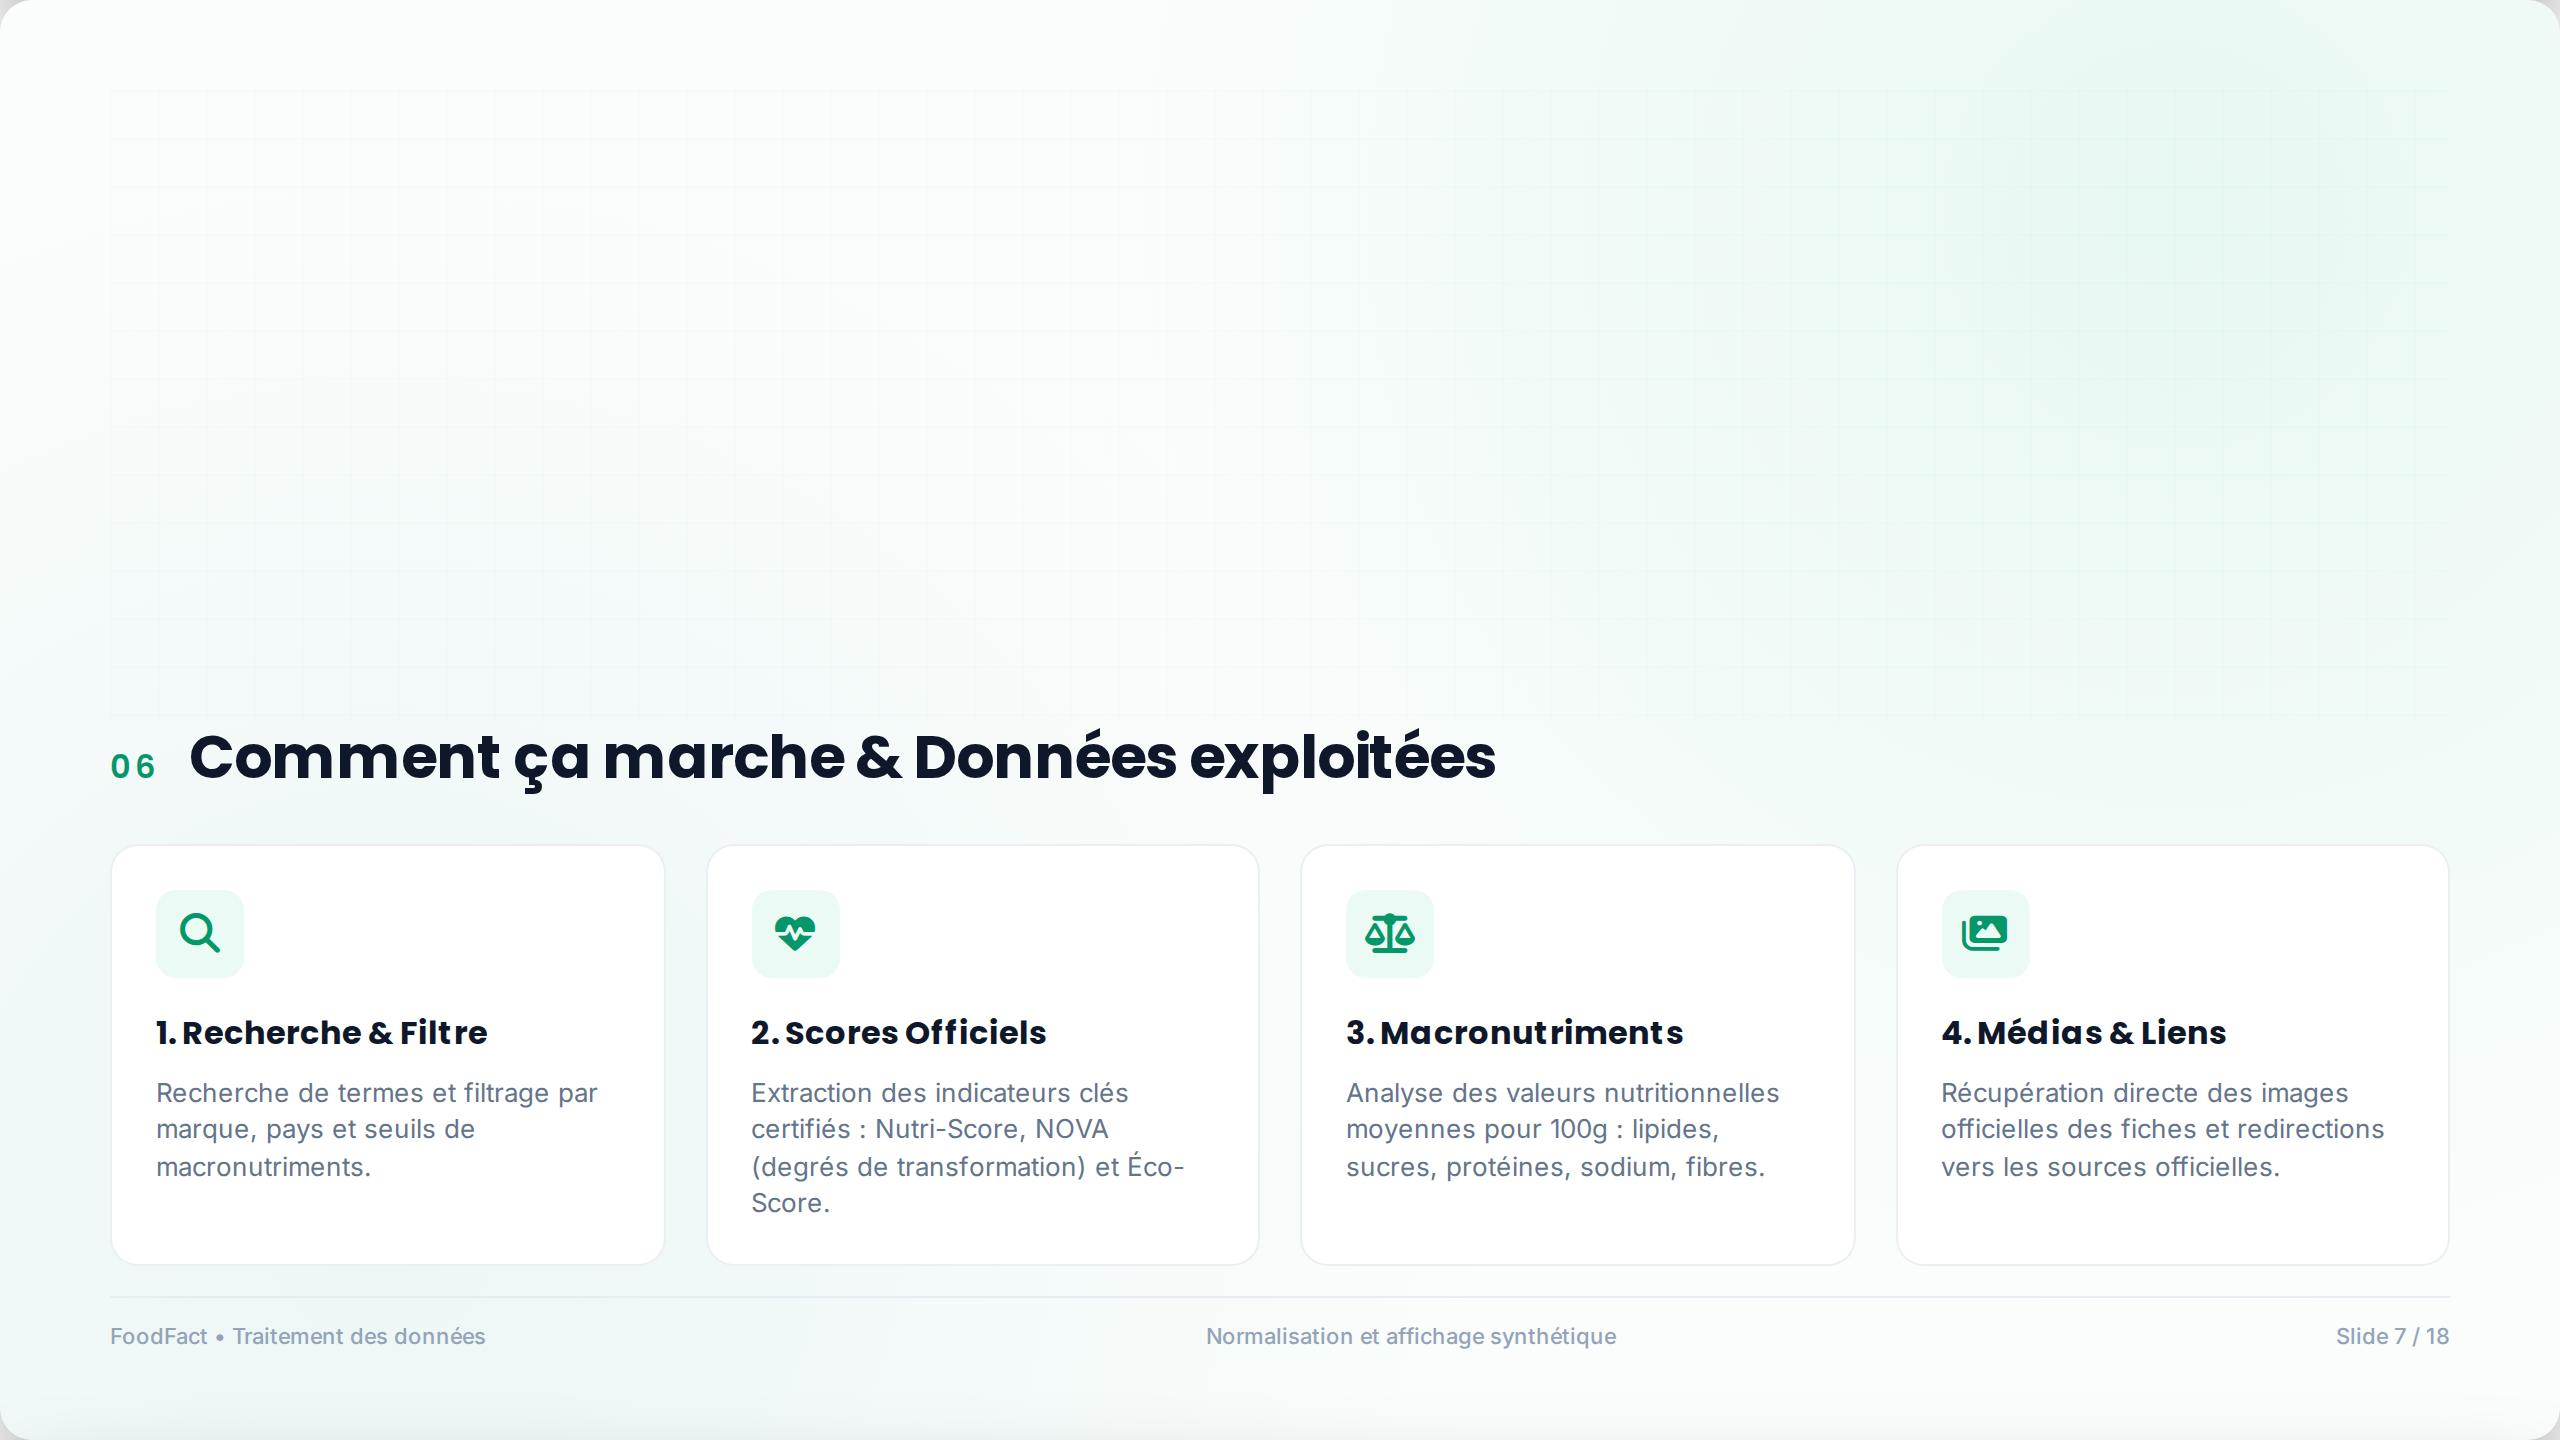 06 Comment ça marche & Données exploitées
1. Recherche & Filtre
Recherche de termes et filtrage par
marque, pays et seuils de
macronutriments.
2. Scores Officiels
Extraction des indicateurs clés
certifiés : Nutri-Score, NOVA
(degrés de transformation) et Éco-
Score.
3. Macronutriments
Analyse des valeurs nutritionnelles
moyennes pour 100g : lipides,
sucres, protéines, sodium, fibres.
4. Médias & Liens
Récupération directe des images
officielles des fiches et redirections
vers les sources officielles.
FoodFact • Traitement des données
Normalisation et affichage synthétique
Slide 7 / 18